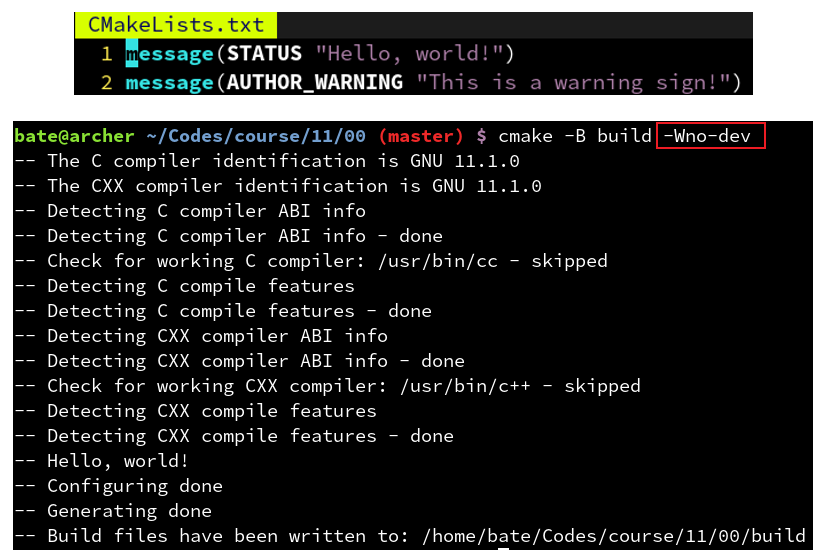 CMakeLists.txt
1 message(STATUS "Hello, world!")
2 message(AUTHOR_WARNING "This is a warning sign!")
bate@archer ~/Codes/course/11/00 (master) $ cmake -B build -Wno-dev
-- The C compiler identification is GNU 11.1.0
-- The CXX compiler identification is GNU 11.1.0
-- Detecting C compiler ABI info
-- Detecting C compiler ABI info - done
-- Check for working C compiler: /usr/bin/cc - skipped
-- Detecting C compile features
-- Detecting C compile features - done
-- Detecting CXX compiler ABI info
-- Detecting CXX compiler ABI info - done
-- Check for working CXX compiler: /usr/bin/c++ - skipped
-- Detecting CXX compile features
-- Detecting CXX compile features - done
-- Hello, world!
-- Configuring done
-- Generating done
-- Build files have been written to: /home/bate/Codes/course/11/00/build